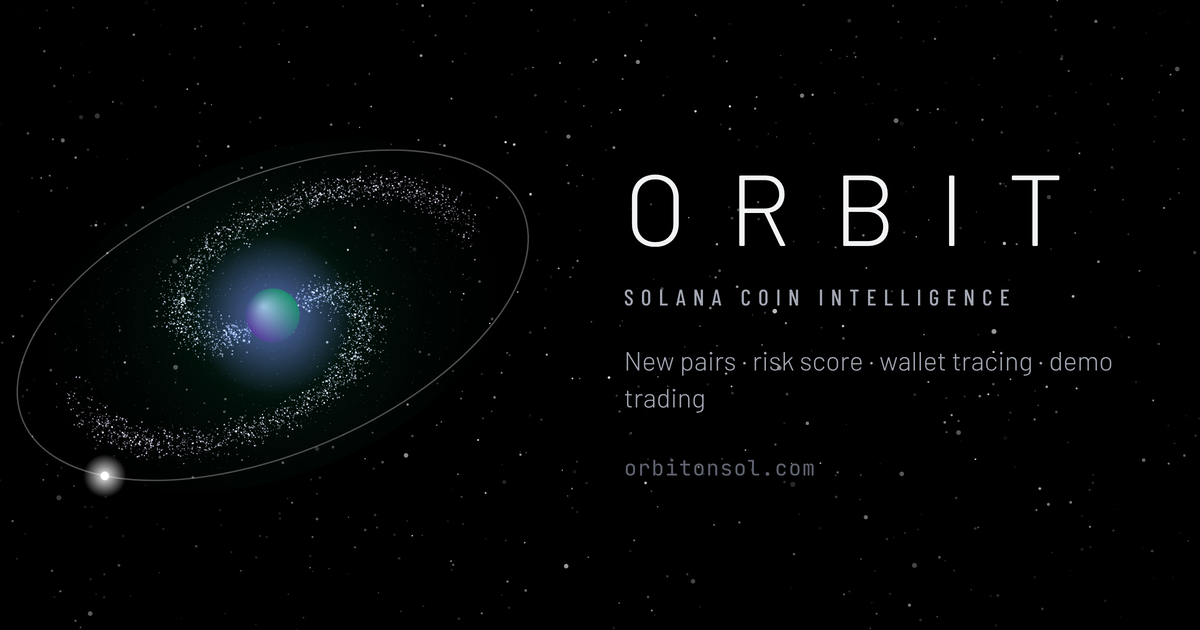 ORBIT
SOLANA COIN INTELLIGENCE
New pairs · risk score · wallet tracing · demo
trading
orbitonsol.com